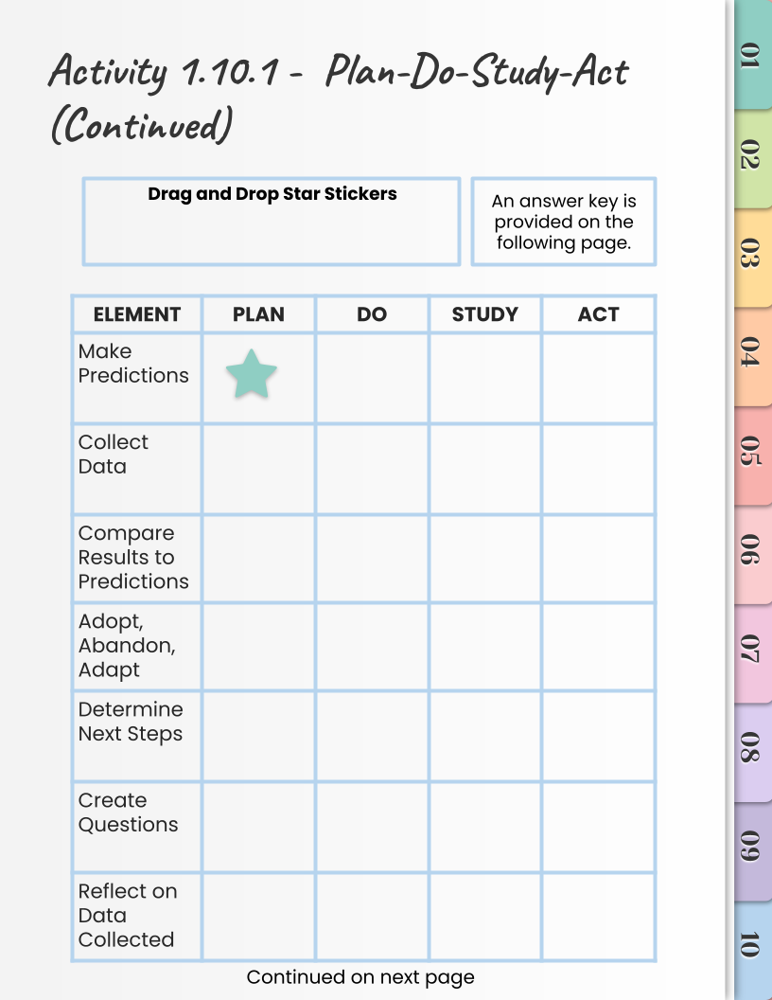 Activity 1.10.1 - Plan-Do-Study-Act
(Continued)
Drag and Drop Star Stickers
An answer key is
provided on the
following page.
ELEMENT PLAN DO STUDY ACT
Make
Predictions
Collect
Data
Compare
Results to
Predictions
Adopt,
Abandon,
Adapt
Determine
Next Steps
Create
Questions
Reflect on
Data
Collected
Continued on next page
01
02
03
04
05
06
07
08
09
10